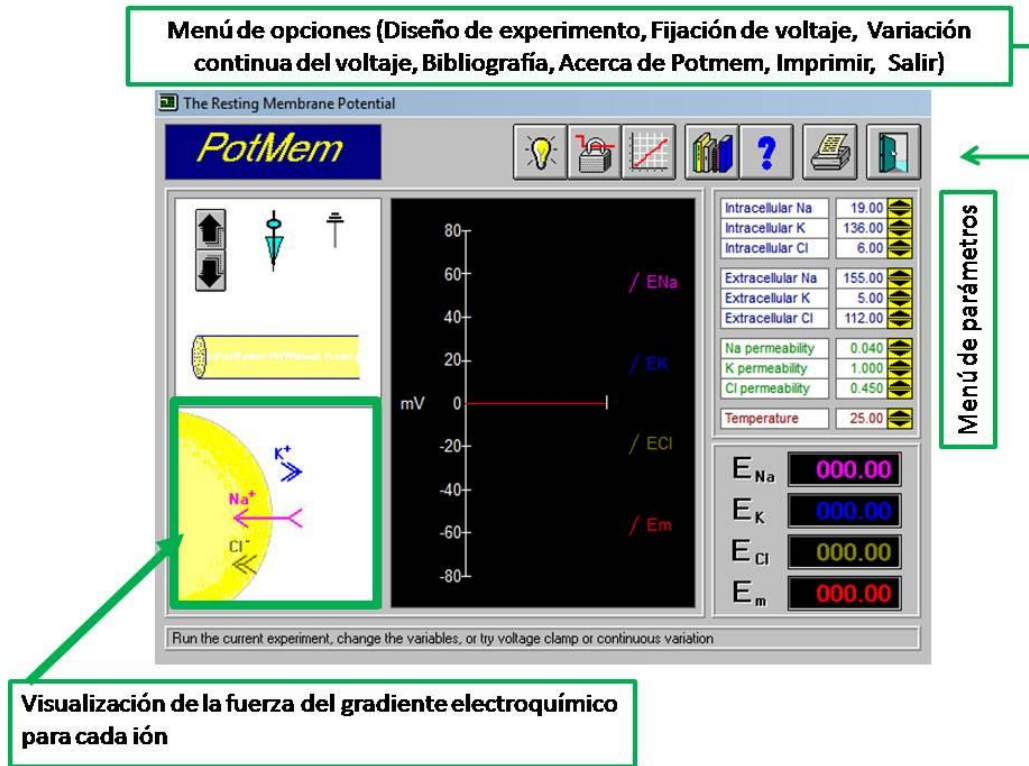 Menú de opciones (Diseño de experimento, Fijación de voltaje, Variación
continua del voltaje, Bibliografía, Acerca de Potmem, Imprimir, Salir)
The Resting Membrane Potential
PotMem
?
Intracellular Na 19.00
Intracellular K 136.00
Intracellular Cl 6.00
Extracellular Na 155.00
Extracellular K 5.00
Extracellular Cl 112.00
Na permeability 0.040
K permeability 1.000
Cl permeability 0.450
Temperature 25.00
Menú de parámetros
80
60
40
20
mV 0
-20
-40
-60
-80
/ ENa
/ EK
/ ECl
/ Em
K+
Na+
Cl-
ENa 000.00
EK 000.00
ECl 000.00
Em 000.00
Run the current experiment, change the variables, or try voltage clamp or continuous variation
Visualización de la fuerza del gradiente electroquímico
para cada ión